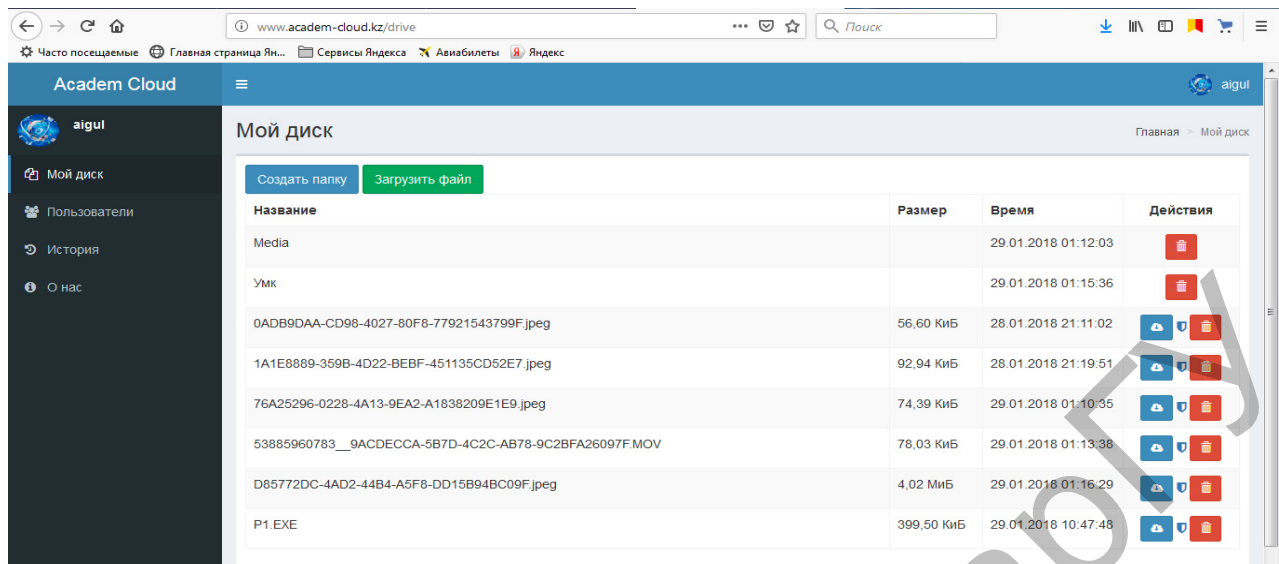 www.academ-cloud.kz/drive
Поиск
Часто посещаемые Главная страница Ян... Сервисы Яндекса Авиабилеты Яндекс
Academ Cloud aigul
aigul
Мой диск Главная > Мой диск
Мой диск
Пользователи
История
О нас
Создать папку Загрузить файл
Название Размер Время Действия
Media 29.01.2018 01:12:03
Умк 29.01.2018 01:15:36
0ADB9DAA-CD98-4027-80F8-77921543799F.jpeg 56,60 КиБ 28.01.2018 21:11:02
1A1E8889-359B-4D22-BEBF-451135CD52E7.jpeg 92,94 КиБ 28.01.2018 21:19:51
76A25296-0228-4A13-9EA2-A1838209E1E9.jpeg 74,39 КиБ 29.01.2018 01:10:35
53885960783__9ACDECCA-5B7D-4C2C-AB78-9C2BFA26097F.MOV 78,03 КиБ 29.01.2018 01:13:38
D85772DC-4AD2-44B4-A5F8-DD15B94BC09F.jpeg 4,02 МиБ 29.01.2018 01:16:29
P1.EXE 399,50 КиБ 29.01.2018 10:47:48